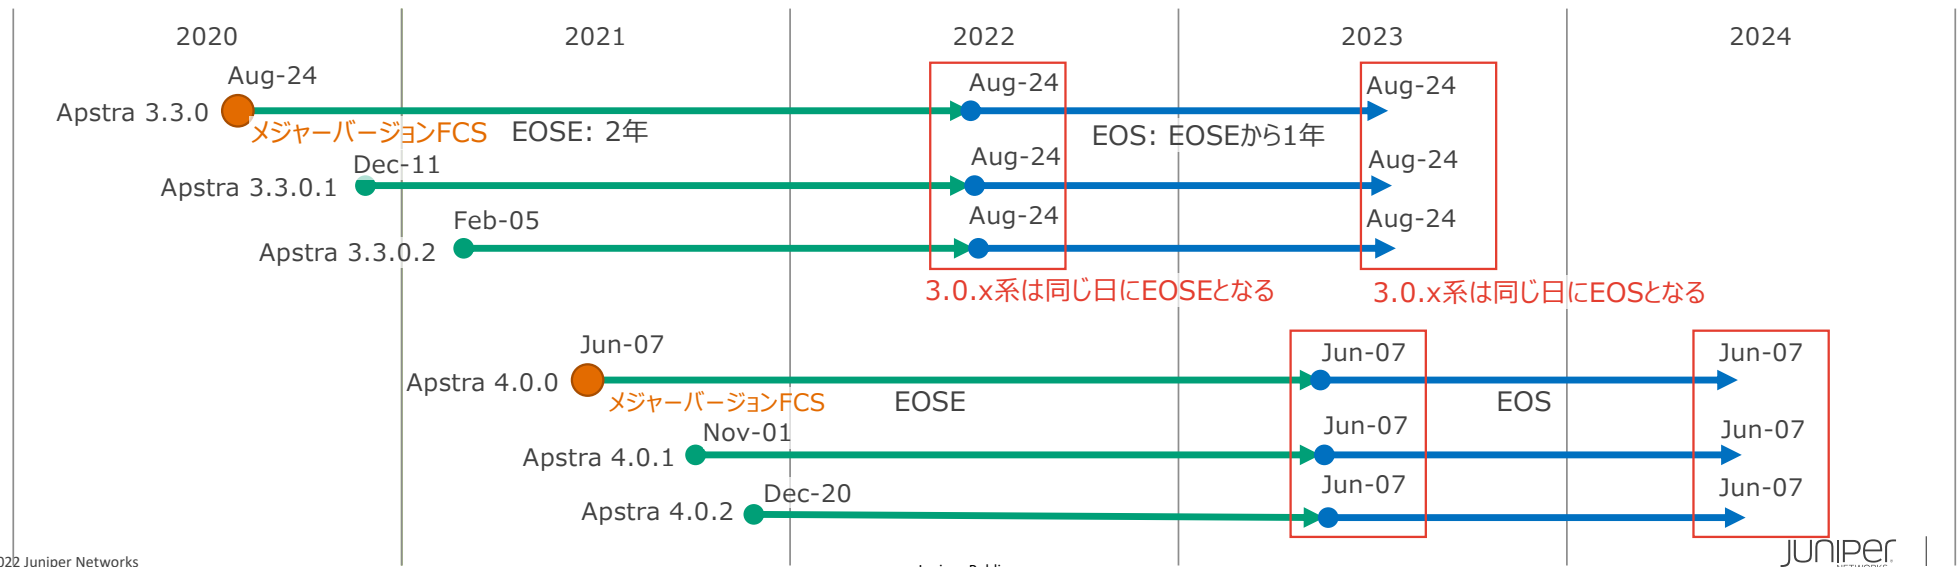 2020 2021 2022 2023 2024
Aug-24 Aug-24 Aug-24
Apstra 3.3.0
メジャーバージョンFCS EOSE: 2年 EOS: EOSEから1年
Dec-11 Aug-24 Aug-24
Apstra 3.3.0.1
Feb-05 Aug-24 Aug-24
Apstra 3.3.0.2
3.0.x系は同じ日にEOSEとなる 3.0.x系は同じ日にEOSとなる
Jun-07 Jun-07 Jun-07
Apstra 4.0.0
メジャーバージョンFCS EOSE EOS
Nov-01 Jun-07 Jun-07
Apstra 4.0.1
Dec-20 Jun-07 Jun-07
Apstra 4.0.2
Juniper Networks
JUNIPEr
NETWORKS